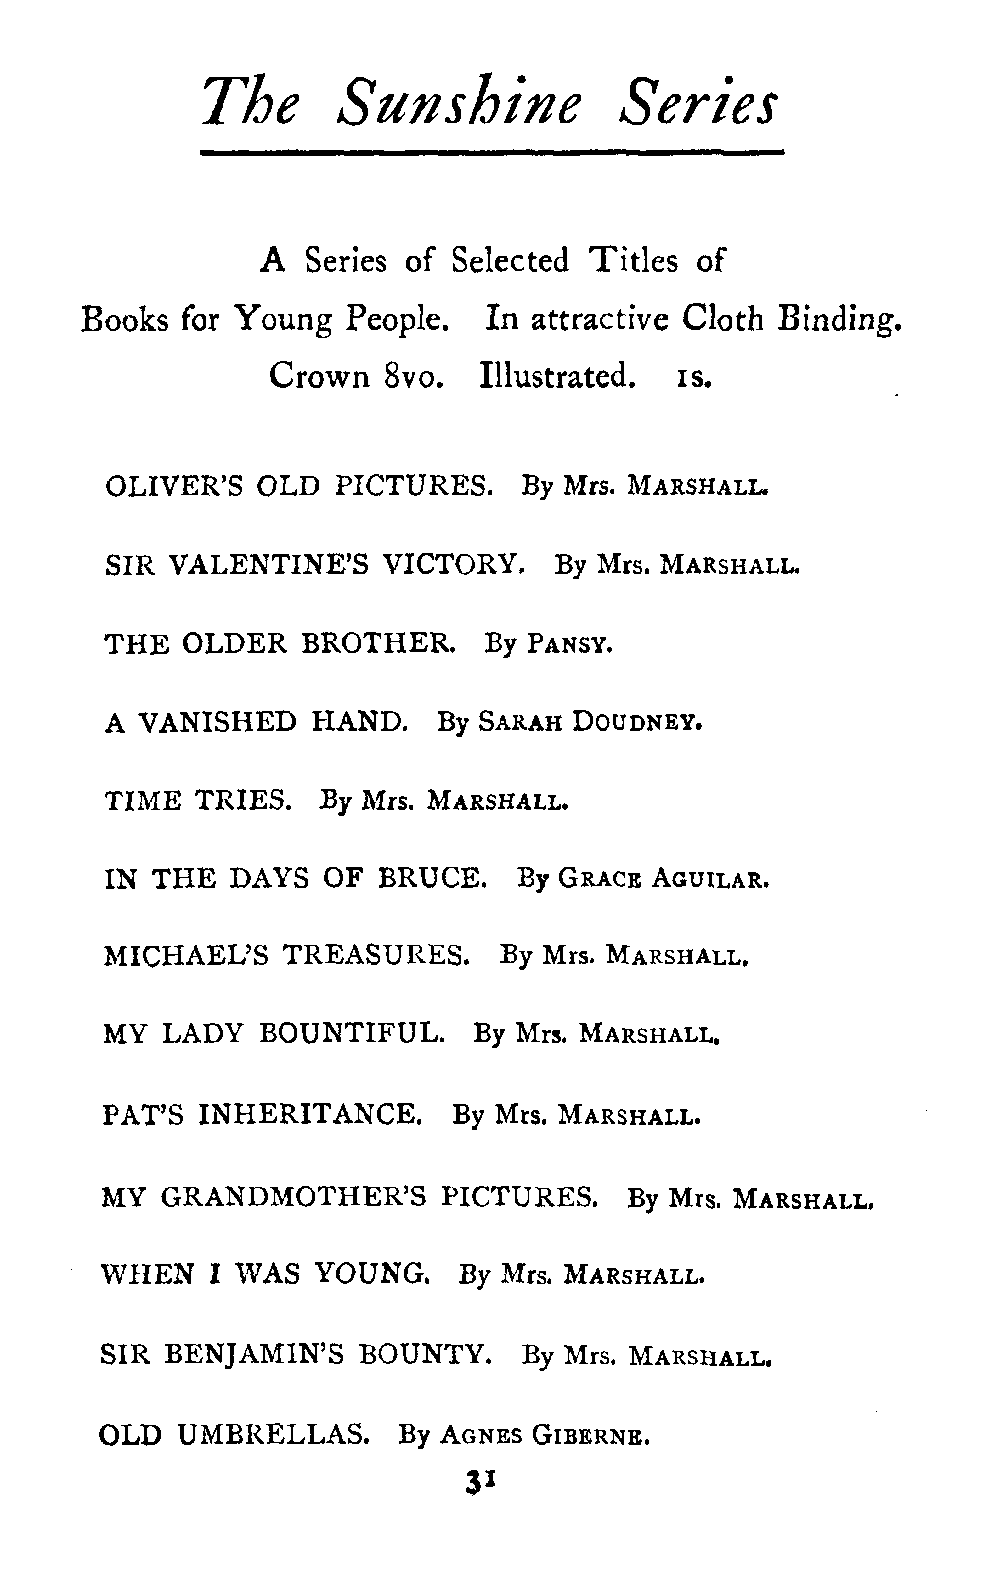 The Sunshine Series
A Series of Selected Titles of
Books for Young People. In attractive Cloth Binding.
Crown 8vo. Illustrated. 1s.
OLIVER'S OLD PICTURES. By Mrs. MARSHALL.
SIR VALENTINE'S VICTORY. By Mrs. MARSHALL.
THE OLDER BROTHER. By PANSY.
A VANISHED HAND. By SARAH DOUDNEY.
TIME TRIES. By Mrs. MARSHALL.
IN THE DAYS OF BRUCE. By GRACE AGUILAR.
MICHAEL'S TREASURES. By Mrs. MARSHALL.
MY LADY BOUNTIFUL. By Mrs. MARSHALL.
PAT'S INHERITANCE. By Mrs. MARSHALL.
MY GRANDMOTHER'S PICTURES. By Mrs. MARSHALL.
WHEN I WAS YOUNG. By Mrs. MARSHALL.
SIR BENJAMIN'S BOUNTY. By Mrs. MARSHALL.
OLD UMBRELLAS. By AGNES GIBERNE.
31